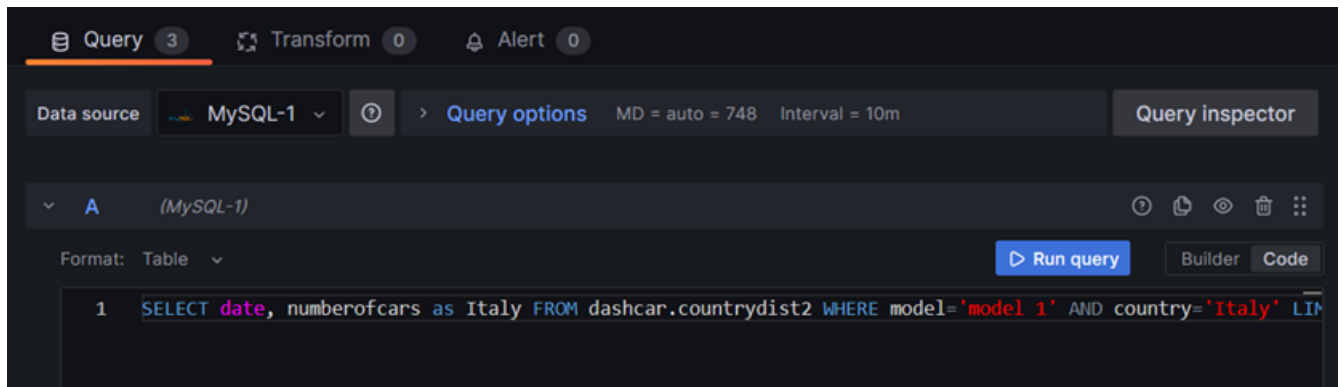 Query 3 Transform 0 Alert 0
Data source MySQL-1 Query options MD = auto = 748 Interval = 10m Query inspector
A (MySQL-1)
Format: Table Run query Builder Code
1 SELECT date, numberofcars as Italy FROM dashcar.countrydist2 WHERE model='model 1' AND country='Italy'